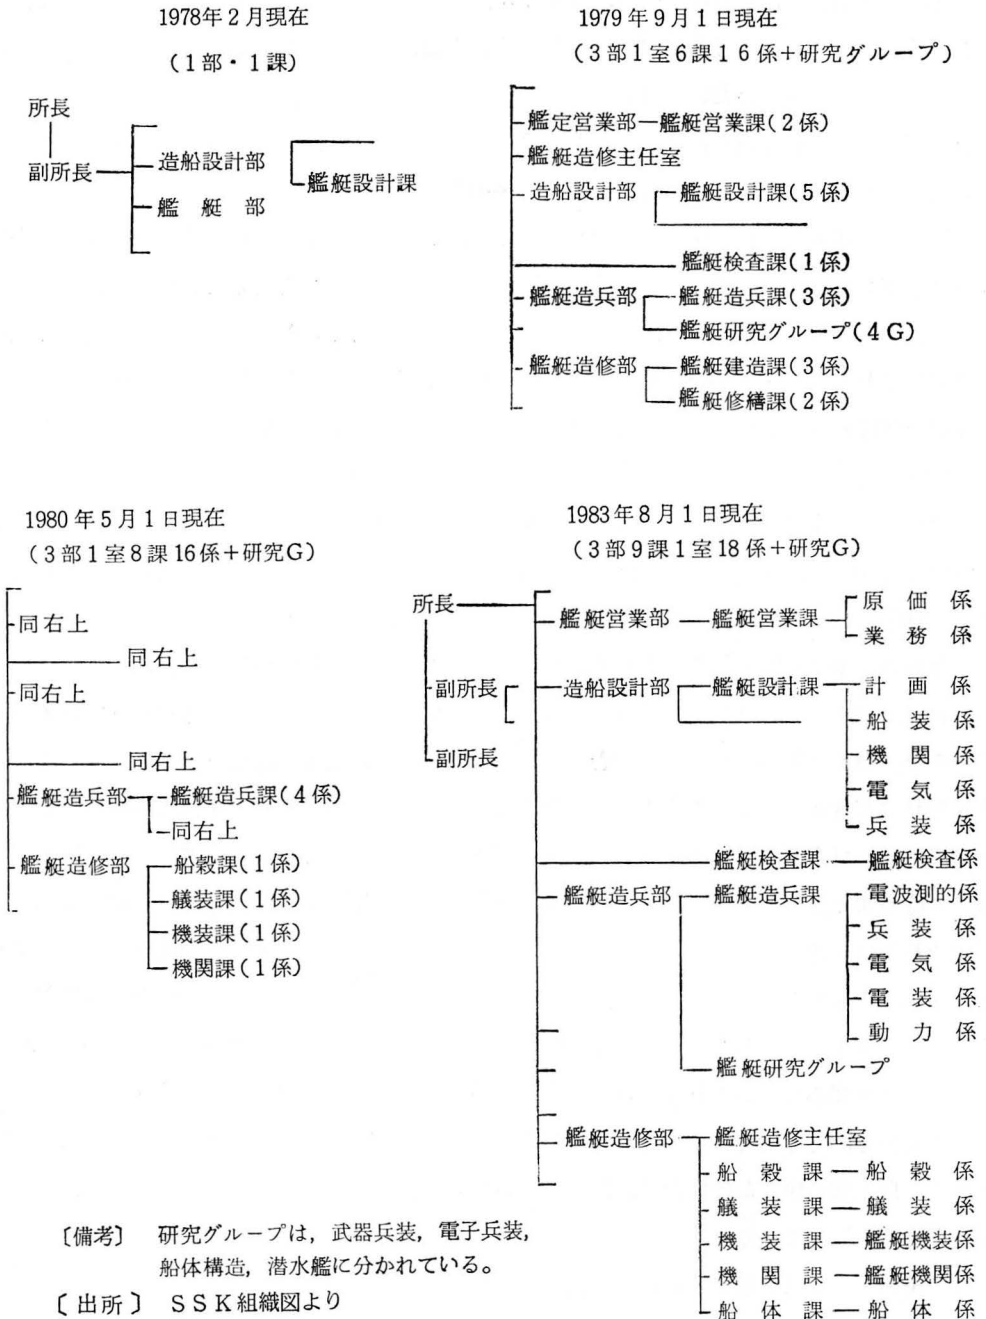 1978年2月現在
(1部・1課)
所長
副所長
造船設計部
艦艇設計課
艦艇部
1979年9月1日現在
(3部1室6課16係+研究グループ)
艦定営業部―艦艇営業課(2係)
艦艇造修主任室
造船設計部
艦艇設計課(5係)
艦艇検査課(1係)
艦艇造兵部
艦艇造兵課(3係)
艦艇研究グループ(4G)
艦艇造修部
艦艇建造課(3係)
艦艇修繕課(2係)
1980年5月1日現在
(3部1室8課16係+研究G)
同右上
同右上
同右上
同右上
艦艇造兵部
艦艇造兵課(4係)
同右上
艦艇造修部
船殻課(1係)
艤装課(1係)
機装課(1係)
機関課(1係)
1983年8月1日現在
(3部9課1室18係+研究G)
所長
副所長
副所長
艦艇営業部
艦艇営業課
原価係
業務係
造船設計部
艦艇設計課
計画係
船装係
機関係
電気係
兵装係
艦艇検査課
艦艇検査係
艦艇造兵部
艦艇造兵課
電波測的係
兵装係
電気係
電装係
動力係
艦艇研究グループ
艦艇造修部
艦艇造修主任室
船殻課―船殻係
艤装課―艤装係
機装課―艦艇機装係
機関課―艦艇機関係
船体課―船体係
〔備考〕 研究グループは,武器兵装,電子兵装,
船体構造,潜水艦に分かれている。
〔出所〕 SSK組織図より